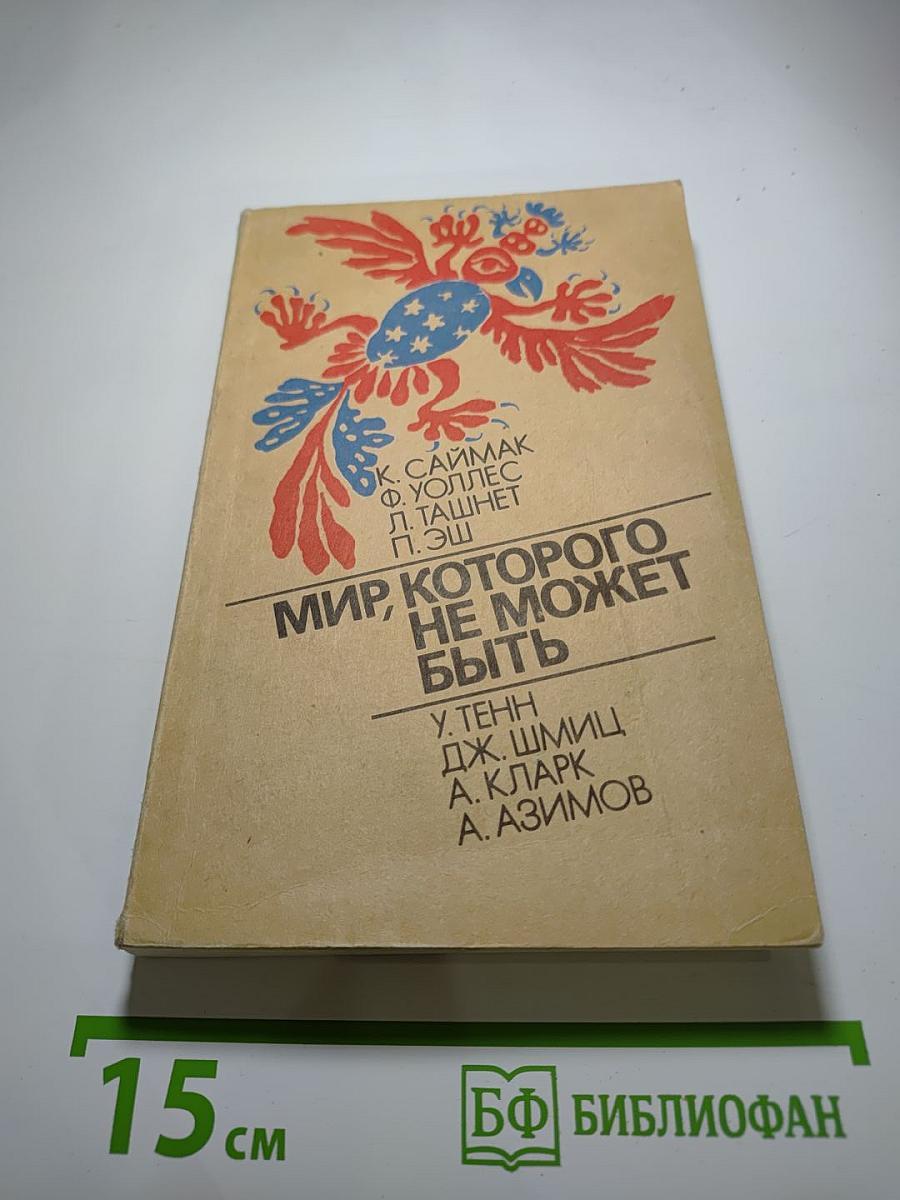 К. САЙМАК
Ф. УОЛЛЕС
Л. ТАШНЕТ
П. ЭШ
МИР, КОТОРОГО
НЕ МОЖЕТ
БЫТЬ
У. ТЕНН
ДЖ. ШМИЦ
А. КЛАРК
А. АЗИМОВ
15 см
БФ БИБЛИОФАН